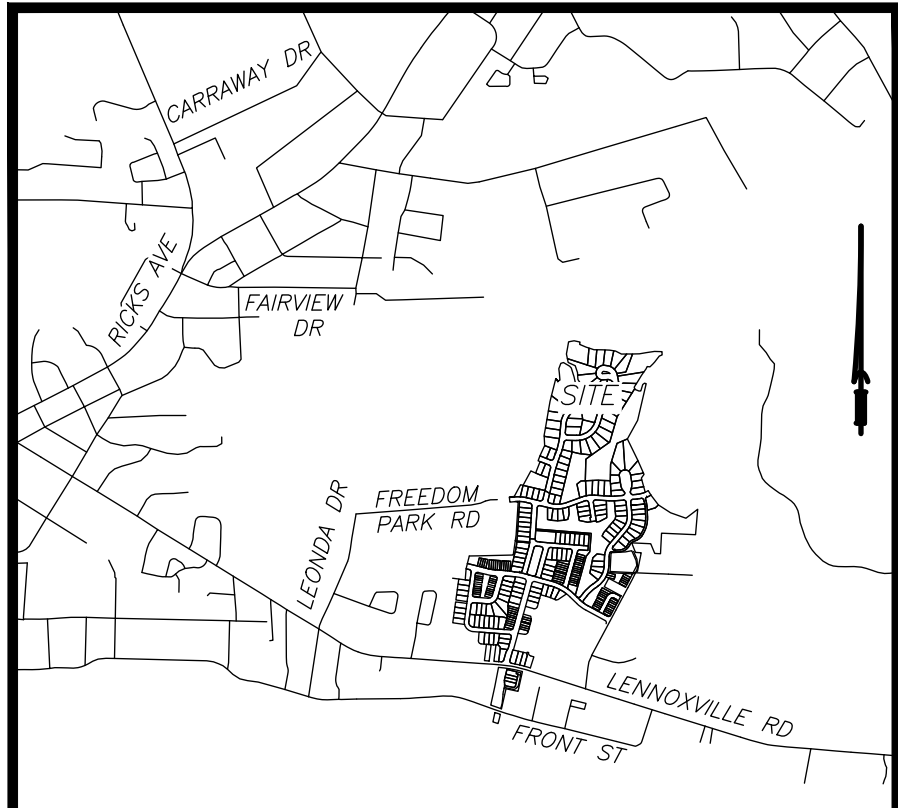 CARRAWAY DR
RICKS AVE
FAIRVIEW
DR
SITE
LEONDA DR
FREEDOM
PARK RD
LENNOXVILLE RD
FRONT ST